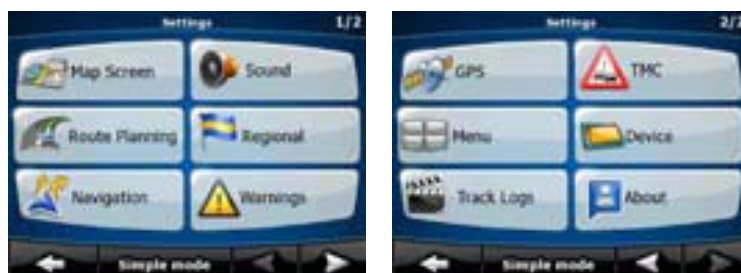 Settings 1/2
Map Screen Sound
Route Planning Regional
Navigation Warnings
Simple mode
Settings 2/2
GPS TMC
Menu Device
Track Logs About
Simple mode